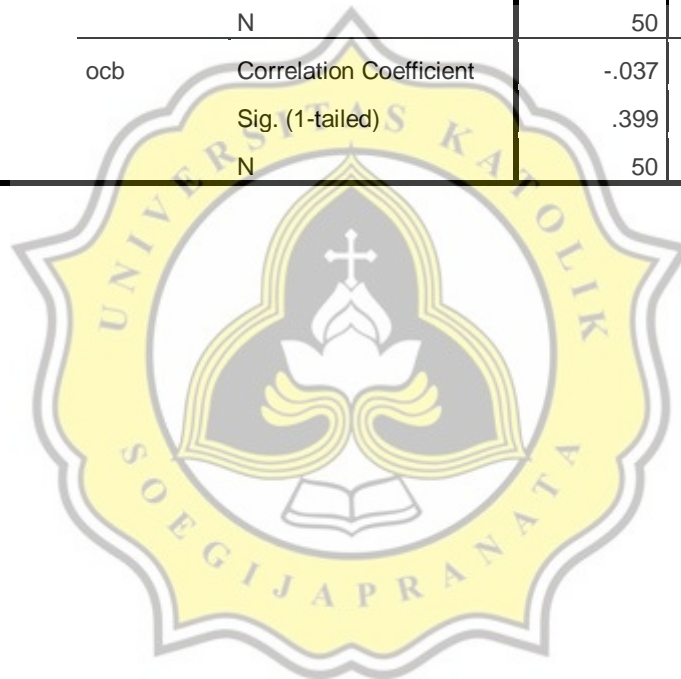 N 50
ocb Correlation Coefficient -.037
Sig. (1-tailed) .399
N 50
UNIVERSITAS KATOLIK
SOEGIJAPRANATA